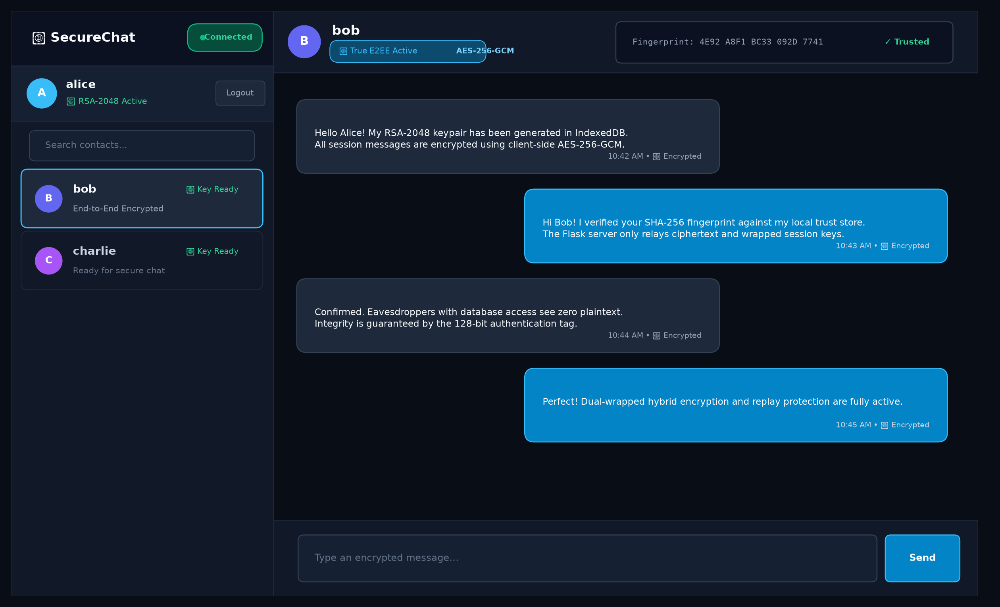 SecureChat
● Connected
A
alice
RSA-2048 Active
Logout
Search contacts...
B
bob
Key Ready
End-to-End Encrypted
C
charlie
Key Ready
Ready for secure chat
B
bob
True E2EE Active
AES-256-GCM
Fingerprint: 4E92 A8F1 BC33 092D 7741
✓ Trusted
Hello Alice! My RSA-2048 keypair has been generated in IndexedDB.
All session messages are encrypted using client-side AES-256-GCM.
10:42 AM • Encrypted
Hi Bob! I verified your SHA-256 fingerprint against my local trust store.
The Flask server only relays ciphertext and wrapped session keys.
10:43 AM • Encrypted
Confirmed. Eavesdroppers with database access see zero plaintext.
Integrity is guaranteed by the 128-bit authentication tag.
10:44 AM • Encrypted
Perfect! Dual-wrapped hybrid encryption and replay protection are fully active.
10:45 AM • Encrypted
Type an encrypted message...
Send